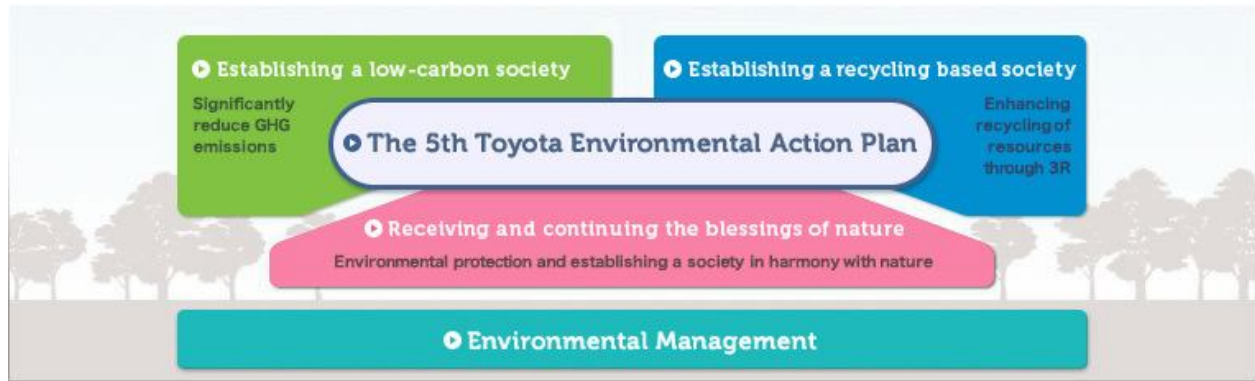 Establishing a low-carbon society
Significantly
reduce GHG
emissions
Establishing a recycling based society
Enhancing
recycling of
resources
through 3R
The 5th Toyota Environmental Action Plan
Receiving and continuing the blessings of nature
Environmental protection and establishing a society in harmony with nature
Environmental Management